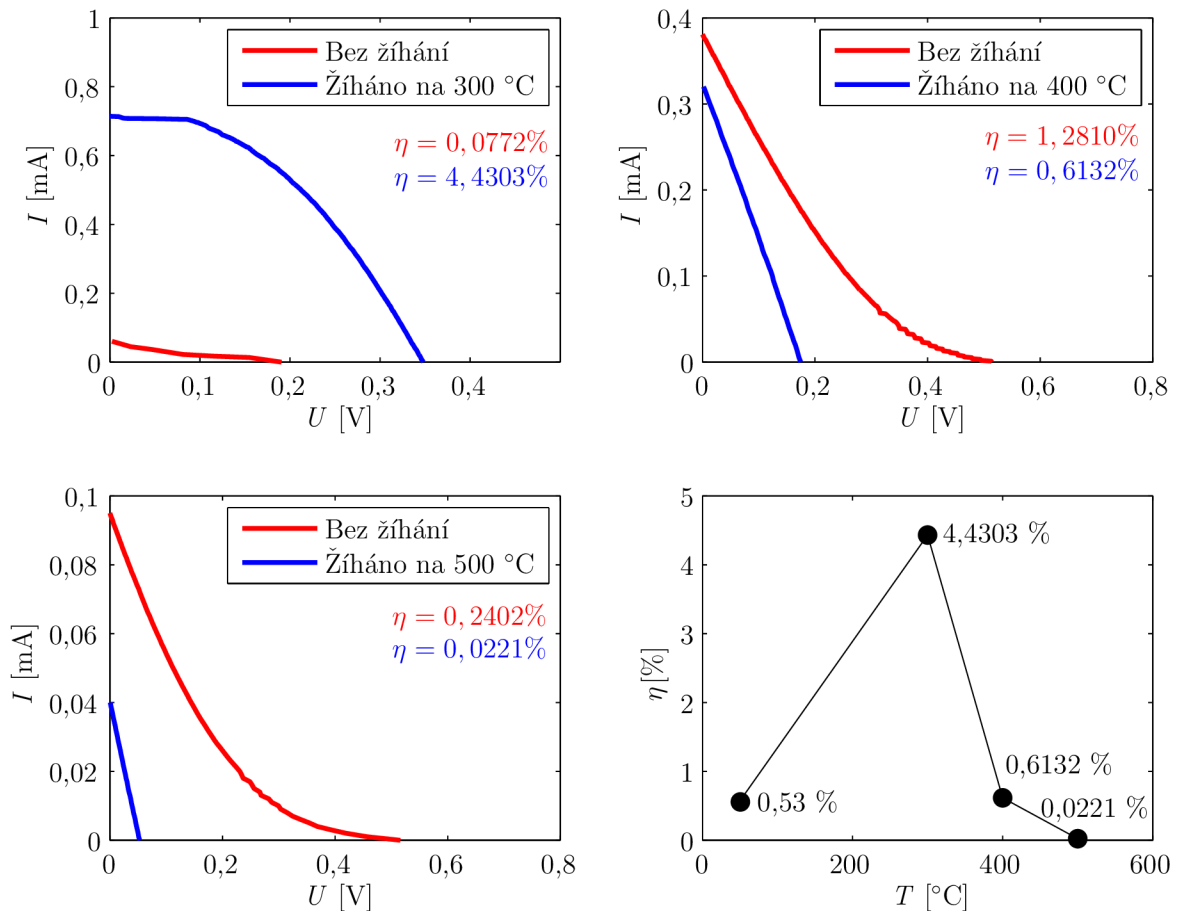 1
0,8
0,6
0,4
0,2
0
I [mA]
0
0,1
0,2
0,3
0,4
U [V]
Bez žíhání
Žíháno na 300 °C
η = 0,0772%
η = 4,4303%
0,4
0,3
0,2
0,1
0
I [mA]
0
0,2
0,4
0,6
0,8
U [V]
Bez žíhání
Žíháno na 400 °C
η = 1,2810%
η = 0,6132%
0,1
0,08
0,06
0,04
0,02
0
I [mA]
0
0,2
0,4
0,6
0,8
U [V]
Bez žíhání
Žíháno na 500 °C
η = 0,2402%
η = 0,0221%
5
4
3
2
1
0
η[%]
0
200
400
600
T [°C]
4,4303 %
0,6132 %
0,53 %
0,0221 %